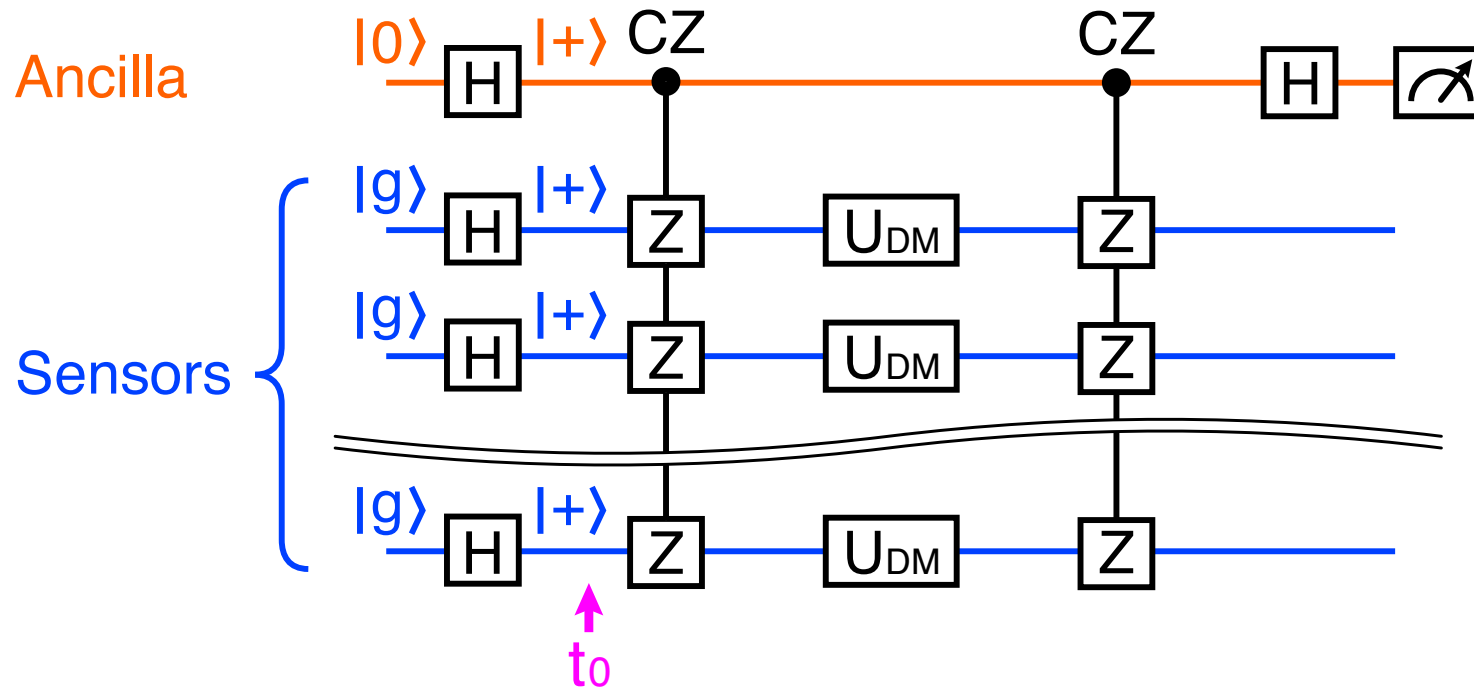 |0⟩ |+⟩ CZ CZ
Ancilla H H
|g⟩ |+⟩
H Z UDM Z
|g⟩ |+⟩
Sensors H Z UDM Z
|g⟩ |+⟩
H Z UDM Z
t0